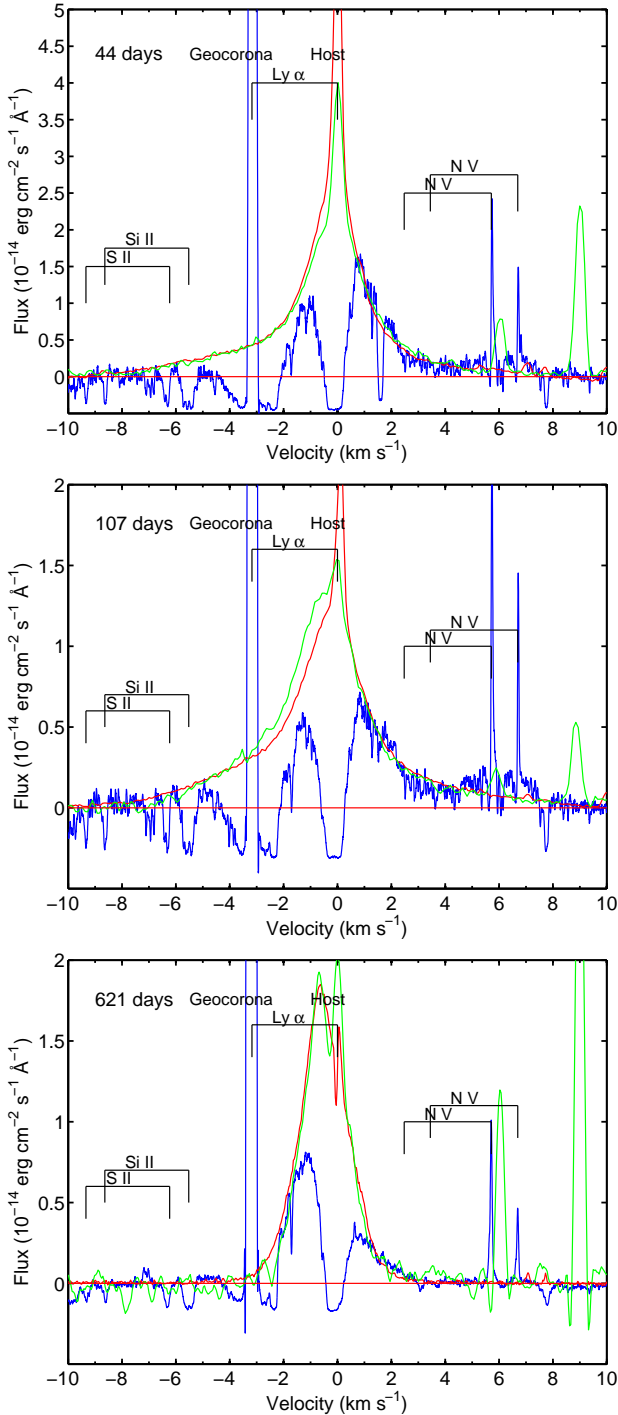 5
4.5
4
3.5
3
2.5
2
1.5
1
0.5
0
44 days
Geocorona
Host
Ly α
N V
N V
Si II
S II
Flux (10⁻¹⁴ erg cm⁻² s⁻¹ Å⁻¹)
−10 −8 −6 −4 −2 0 2 4 6 8 10
Velocity (km s⁻¹)
2
1.5
1
0.5
0
107 days
Geocorona
Host
Ly α
N V
N V
Si II
S II
Flux (10⁻¹⁴ erg cm⁻² s⁻¹ Å⁻¹)
−10 −8 −6 −4 −2 0 2 4 6 8 10
Velocity (km s⁻¹)
2
1.5
1
0.5
0
621 days
Geocorona
Host
Ly α
N V
N V
Si II
S II
Flux (10⁻¹⁴ erg cm⁻² s⁻¹ Å⁻¹)
−10 −8 −6 −4 −2 0 2 4 6 8 10
Velocity (km s⁻¹)